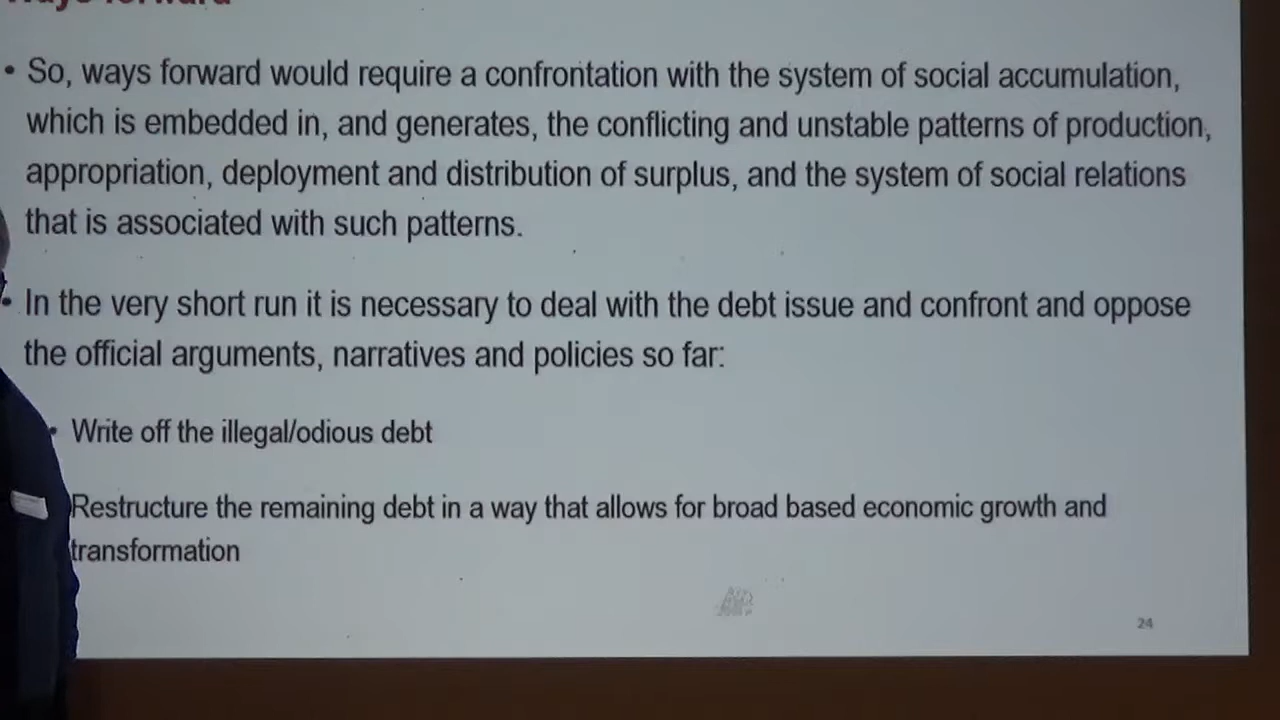 Ways forward
• So, ways forward would require a confrontation with the system of social accumulation,
which is embedded in, and generates, the conflicting and unstable patterns of production,
appropriation, deployment and distribution of surplus, and the system of social relations
that is associated with such patterns.
• In the very short run it is necessary to deal with the debt issue and confront and oppose
the official arguments, narratives and policies so far:
• Write off the illegal/odious debt
Restructure the remaining debt in a way that allows for broad based economic growth and
transformation
24